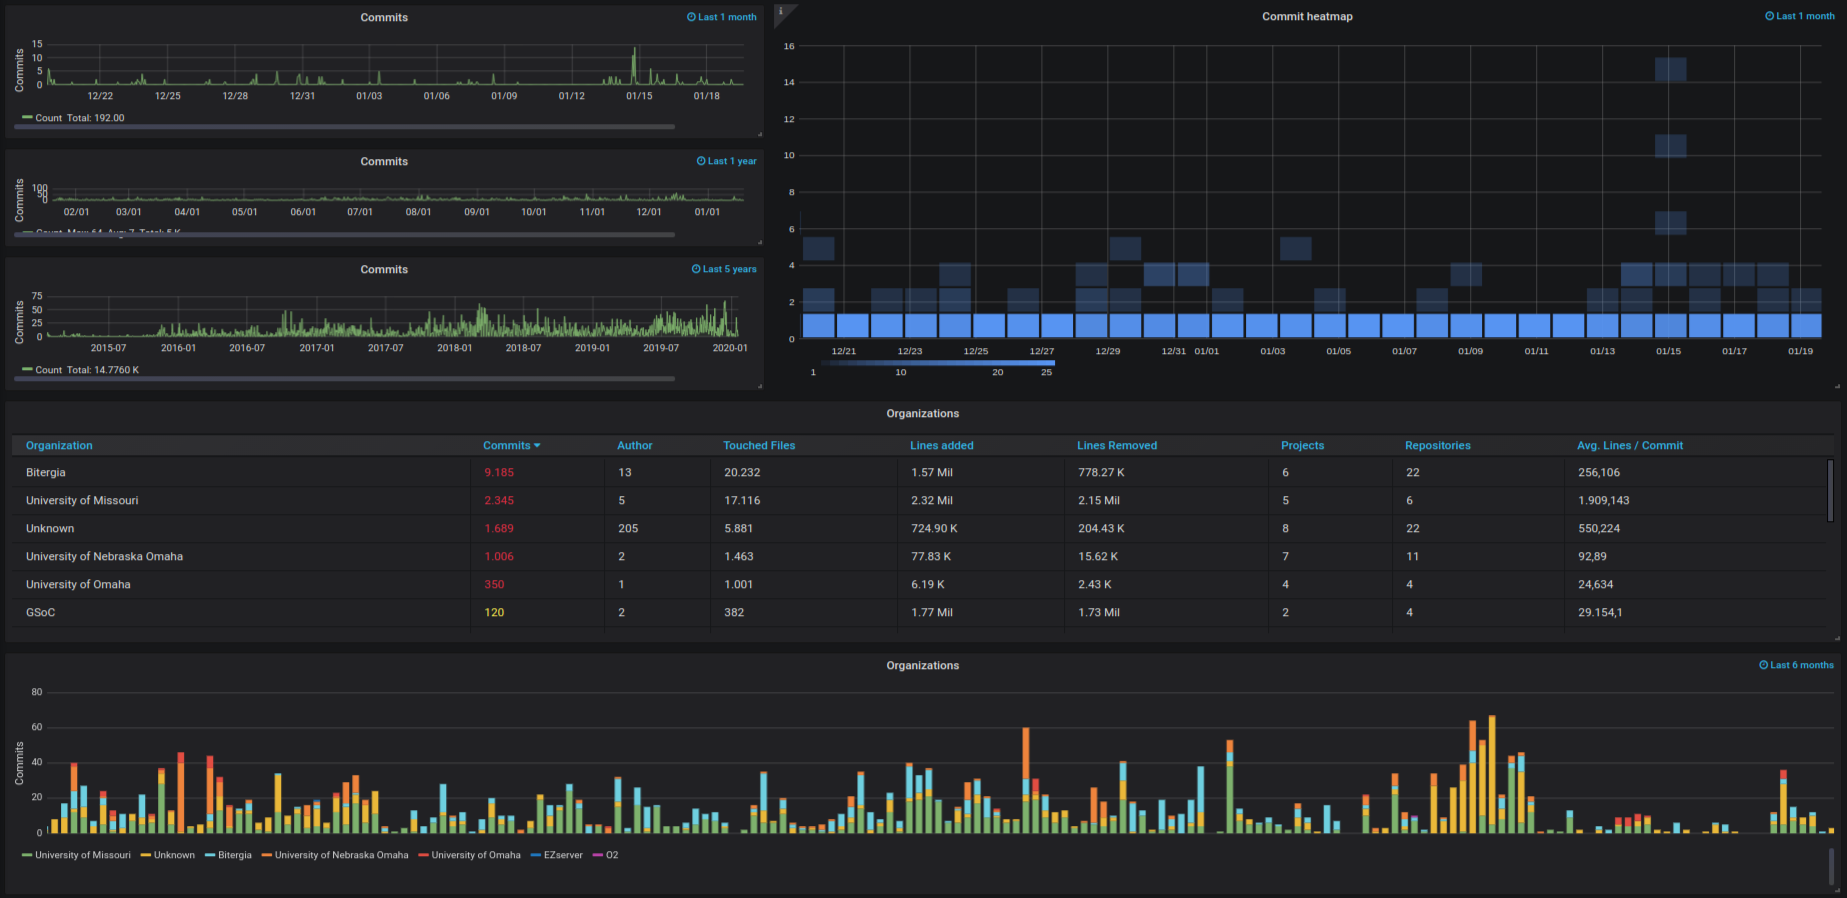 Commits
Last 1 month
Commits
15
10
5
0
12/22 12/25 12/28 12/31 01/03 01/06 01/09 01/12 01/15 01/18
Count Total: 192.00
Commits
Last 1 year
Commits
100
50
0
02/01 03/01 04/01 05/01 06/01 07/01 08/01 09/01 10/01 11/01 12/01 01/01
Count Max: 64 Avg: 7 Total: 5 K
Commits
Last 5 years
Commits
75
50
25
0
2015-07 2016-01 2016-07 2017-01 2017-07 2018-01 2018-07 2019-01 2019-07 2020-01
Count Total: 14.7760 K
i
Commit heatmap
Last 1 month
16
14
12
10
8
6
4
2
0
12/21 12/23 12/25 12/27 12/29 12/31 01/01 01/03 01/05 01/07 01/09 01/11 01/13 01/15 01/17 01/19
1 10 20 25
Organizations
Organization Commits Author Touched Files Lines added Lines Removed Projects Repositories Avg. Lines / Commit
Bitergia 9.185 13 20.232 1.57 Mil 778.27 K 6 22 256,106
University of Missouri 2.345 5 17.116 2.32 Mil 2.15 Mil 5 6 1.909,143
Unknown 1.689 205 5.881 724.90 K 204.43 K 8 22 550,224
University of Nebraska Omaha 1.006 2 1.463 77.83 K 15.62 K 7 11 92,89
University of Omaha 350 1 1.001 6.19 K 2.43 K 4 4 24,634
GSoC 120 2 382 1.77 Mil 1.73 Mil 2 4 29.154,1
Organizations
Last 6 months
Commits
80
60
40
20
0
University of Missouri Unknown Bitergia University of Nebraska Omaha University of Omaha EZserver O2